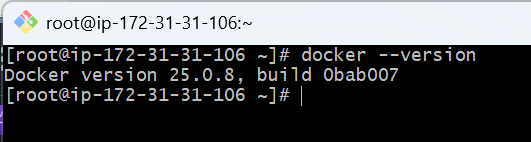 root@ip-172-31-31-106:~
[root@ip-172-31-31-106 ~]# docker --version
Docker version 25.0.8, build 0bab007
[root@ip-172-31-31-106 ~]#